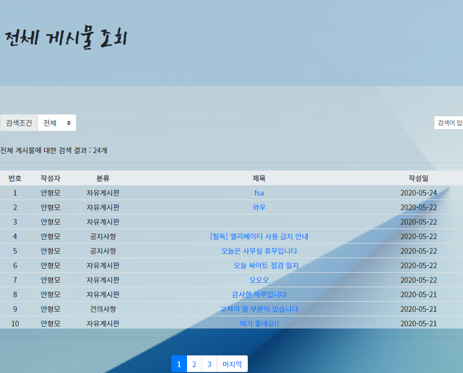 전체 게시물 조회
검색조건 전체
검색어 입
전체 게시물에 대한 검색 결과 : 24개
번호 작성자 분류 제목 작성일
1 안형모 자유게시판 fsa 2020-05-24
2 안형모 자유게시판 와우 2020-05-22
3 안형모 자유게시판 2020-05-22
4 안형모 공지사항 [필독] 엘리베이터 사용 금지 안내 2020-05-22
5 안형모 공지사항 오늘은 사무실 휴무입니다 2020-05-22
6 안형모 자유게시판 오늘 싸이트 점검 일지 2020-05-22
7 안형모 자유게시판 오오오 2020-05-22
8 안형모 자유게시판 감사한 하루입니다 2020-05-21
9 안형모 건의사항 고쳐야 할 부분이 있습니다 2020-05-21
10 안형모 자유게시판 여기 좋네요!! 2020-05-21
1 2 3 마지막